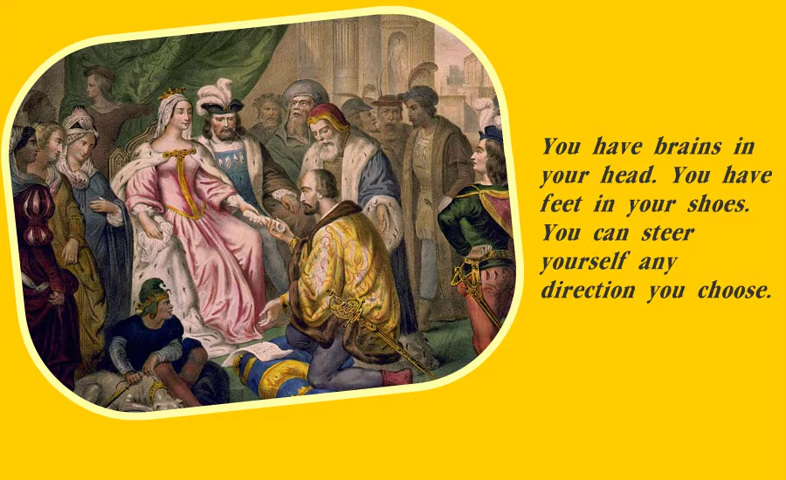 You have brains in
your head. You have
feet in your shoes.
You can steer
yourself any
direction you choose.